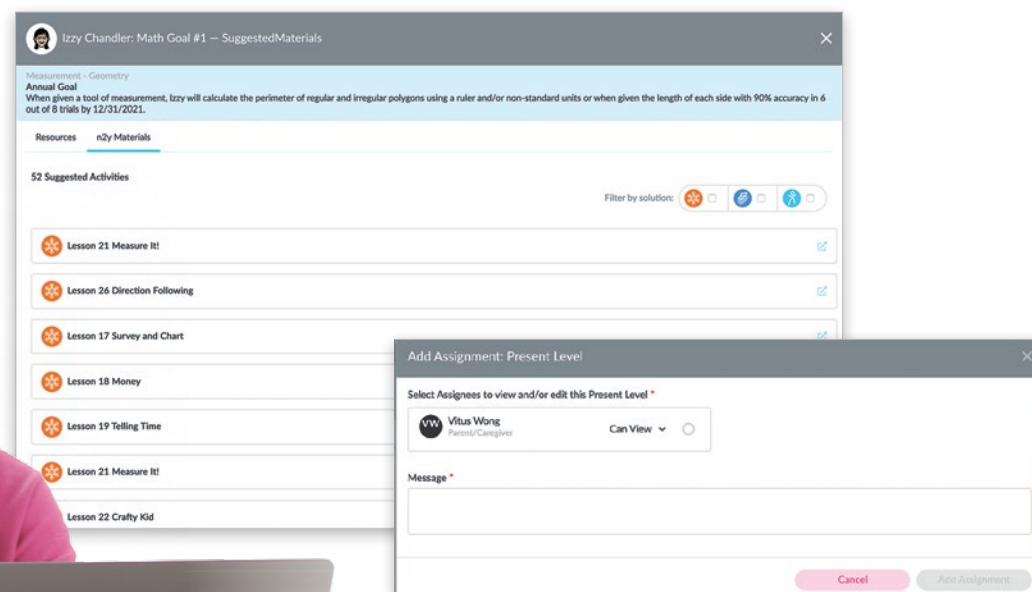 Izzy Chandler: Math Goal #1 — SuggestedMaterials
Measurement - Geometry
Annual Goal
When given a tool of measurement, Izzy will calculate the perimeter of regular and irregular polygons using a ruler and/or non-standard units or when given the length of each side with 90% accuracy in 6
out of 8 trials by 12/31/2021.
Resources n2y Materials
52 Suggested Activities
Filter by solution:
Lesson 21 Measure It!
Lesson 26 Direction Following
Lesson 17 Survey and Chart
Lesson 18 Money
Lesson 19 Telling Time
Lesson 21 Measure It!
Lesson 22 Crafty Kid
Add Assignment: Present Level
Select Assignees to view and/or edit this Present Level *
VW Vitus Wong Can View
Parent/Caregiver
Message *
Cancel Add Assignment